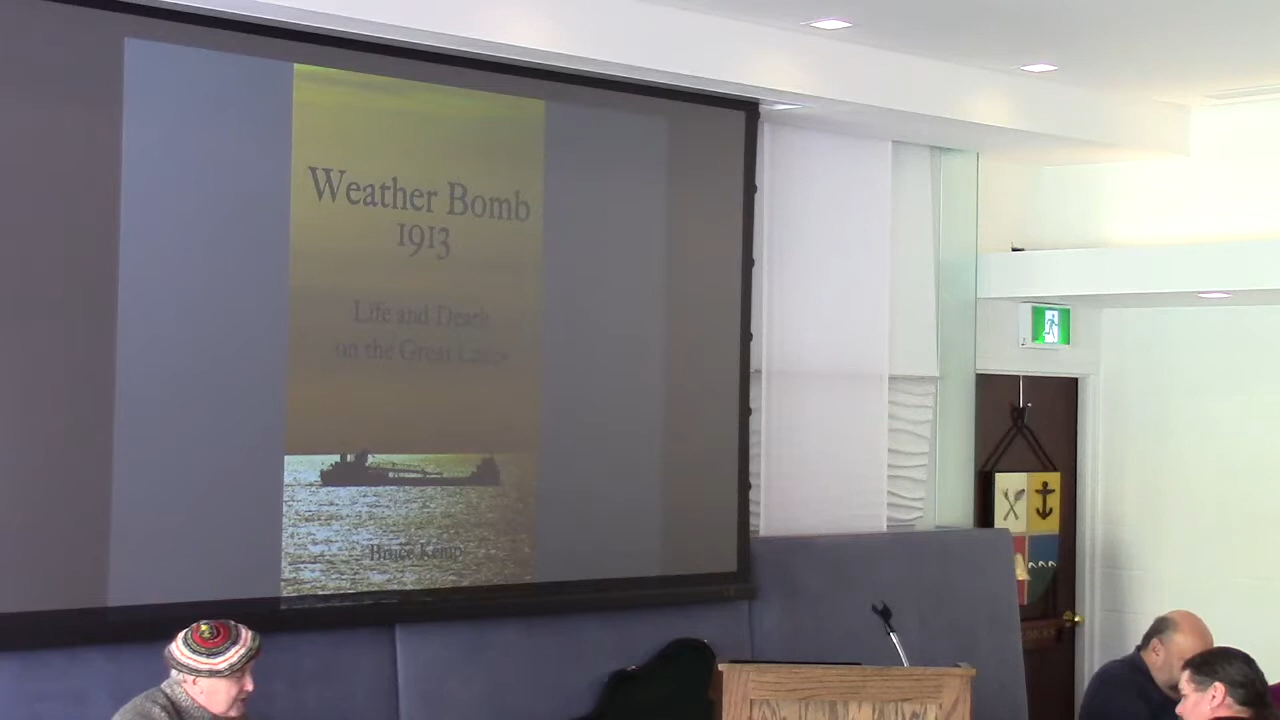 Weather Bomb
1913
Life and Death
on the Great Lakes
Bruce Kemp